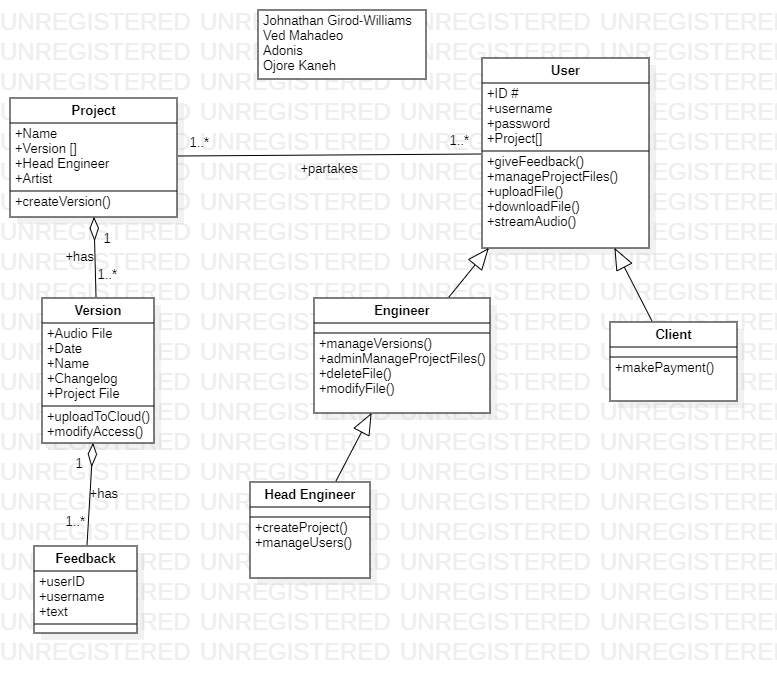 Johnathan Girod-Williams
Ved Mahadeo
Adonis
Ojore Kaneh
User
+ID #
+username
+password
+Project[]
+giveFeedback()
+manageProjectFiles()
+uploadFile()
+downloadFile()
+streamAudio()
Project
+Name
+Version []
+Head Engineer
+Artist
+createVersion()
1..*
1..*
+partakes
1
+has
1..*
Version
+Audio File
+Date
+Name
+Changelog
+Project File
+uploadToCloud()
+modifyAccess()
Engineer
+manageVersions()
+adminManageProjectFiles()
+deleteFile()
+modifyFile()
Client
+makePayment()
1
+has
1..*
Head Engineer
+createProject()
+manageUsers()
Feedback
+userID
+username
+text
UNREGISTERED UNREGISTERED UNREGISTERED UNREGISTERED